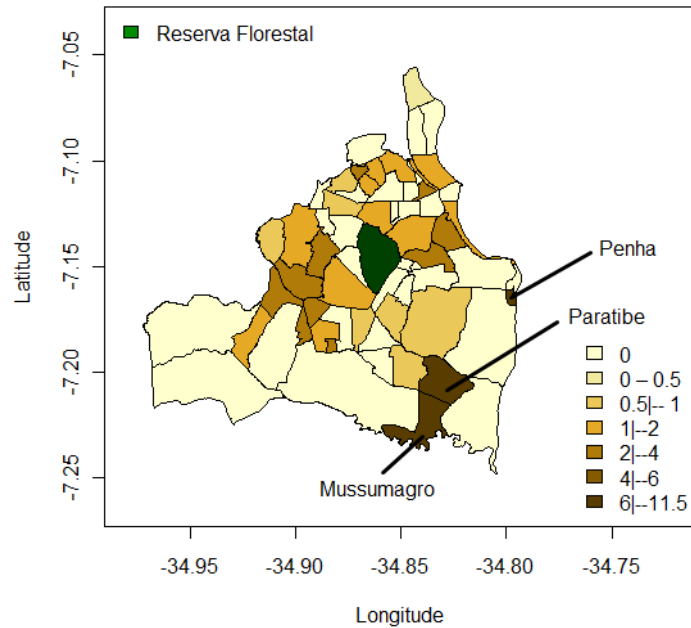 Reserva Florestal
-7.05
-7.10
-7.15
-7.20
-7.25
Latitude
Penha
Paratibe
Mussumagro
0
0 – 0.5
0.5|-- 1
1|--2
2|--4
4|--6
6|--11.5
-34.95
-34.90
-34.85
-34.80
-34.75
Longitude